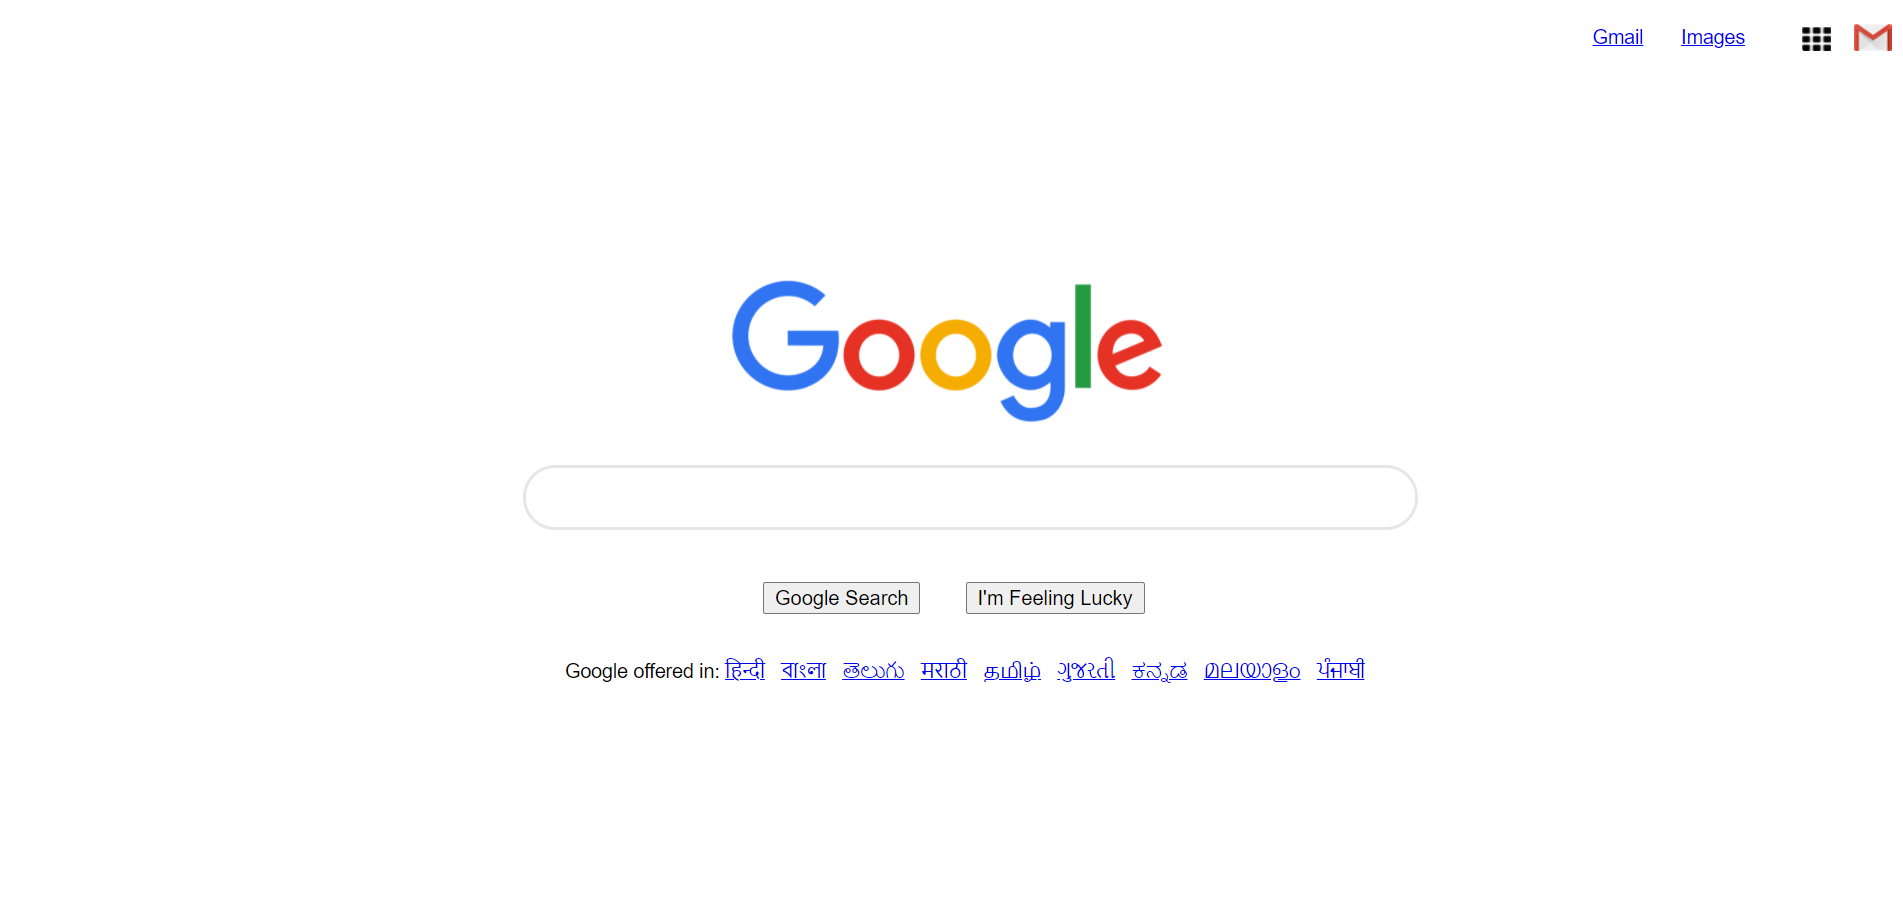 Gmail Images
Google
Google Search I'm Feeling Lucky
Google offered in: हिन्दी বাংলা తెలుగు मराठी தமிழ் ગુજરાતી ಕನ್ನಡ മലയാളം ਪੰਜਾਬੀ